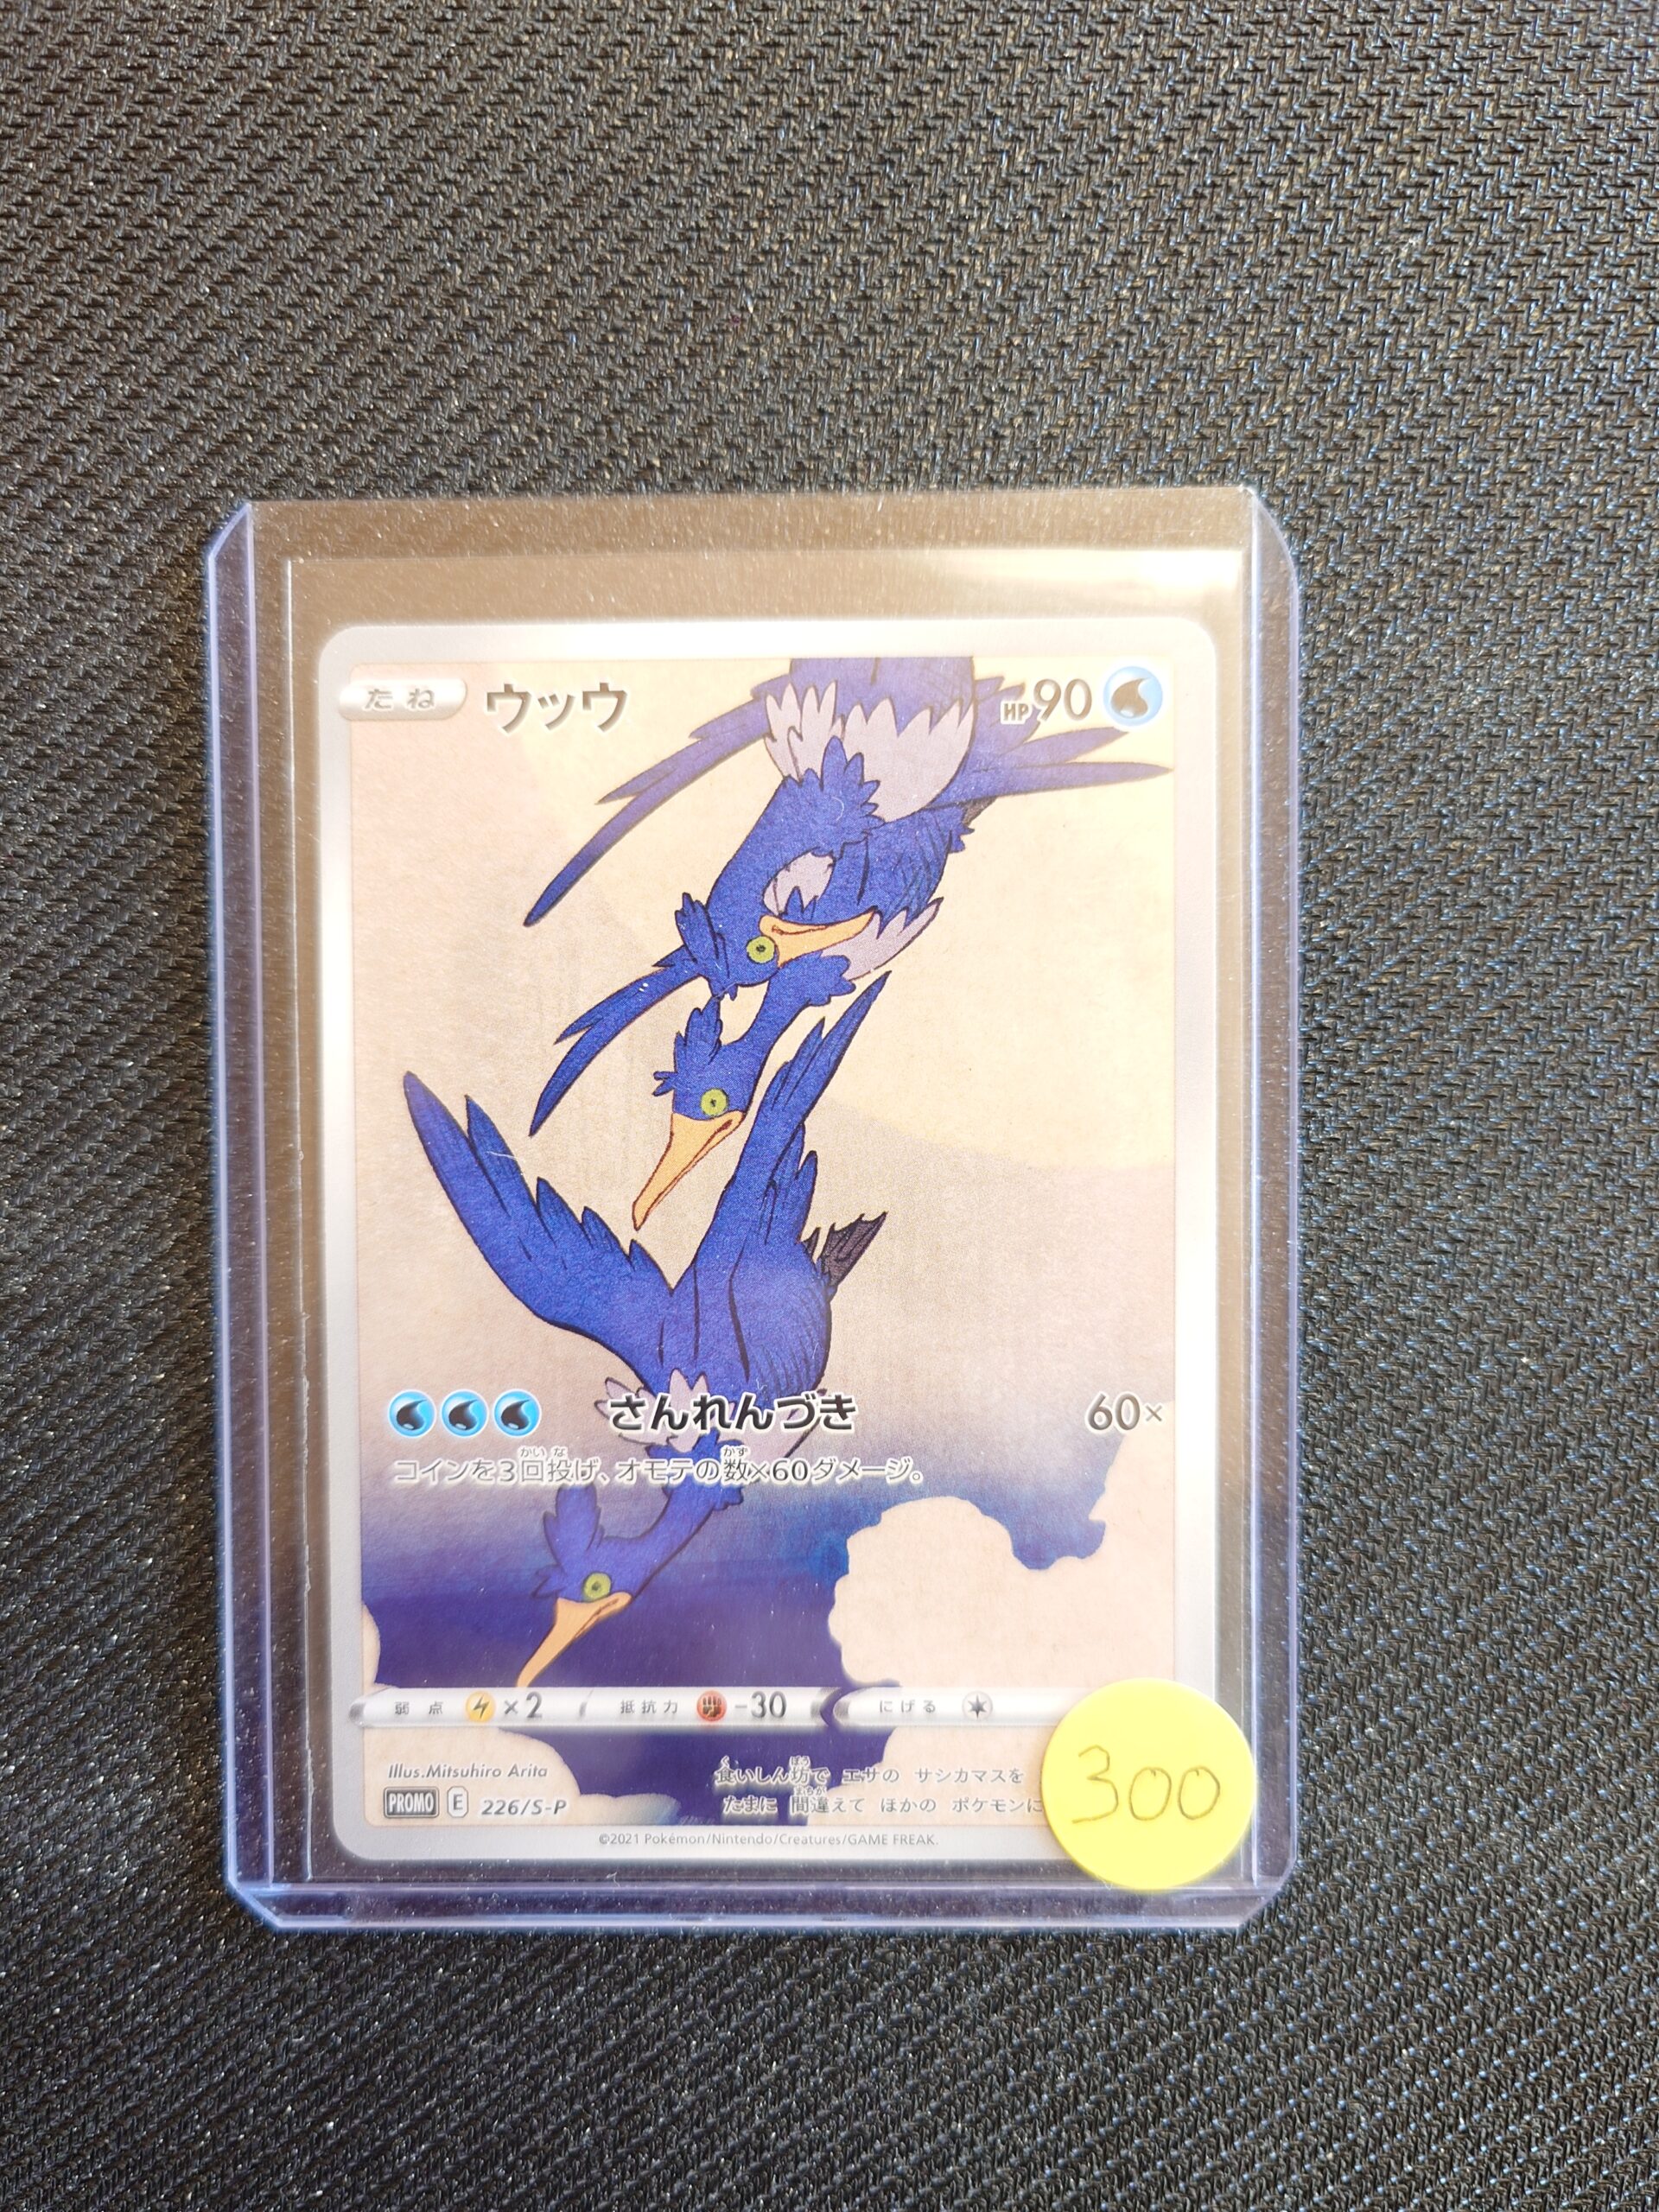 たね ウッウ HP90
さんれんづき 60×
コインを3回投げ、オモテの数×60ダメージ。
弱点 ×2 抵抗力 -30 にげる
Illus.Mitsuhiro Arita
PROMO E 226/S-P
食いしん坊で エサの サシカマスを
たまに 間違えて ほかの ポケモンに
300
©2021 Pokémon/Nintendo/Creatures/GAME FREAK.